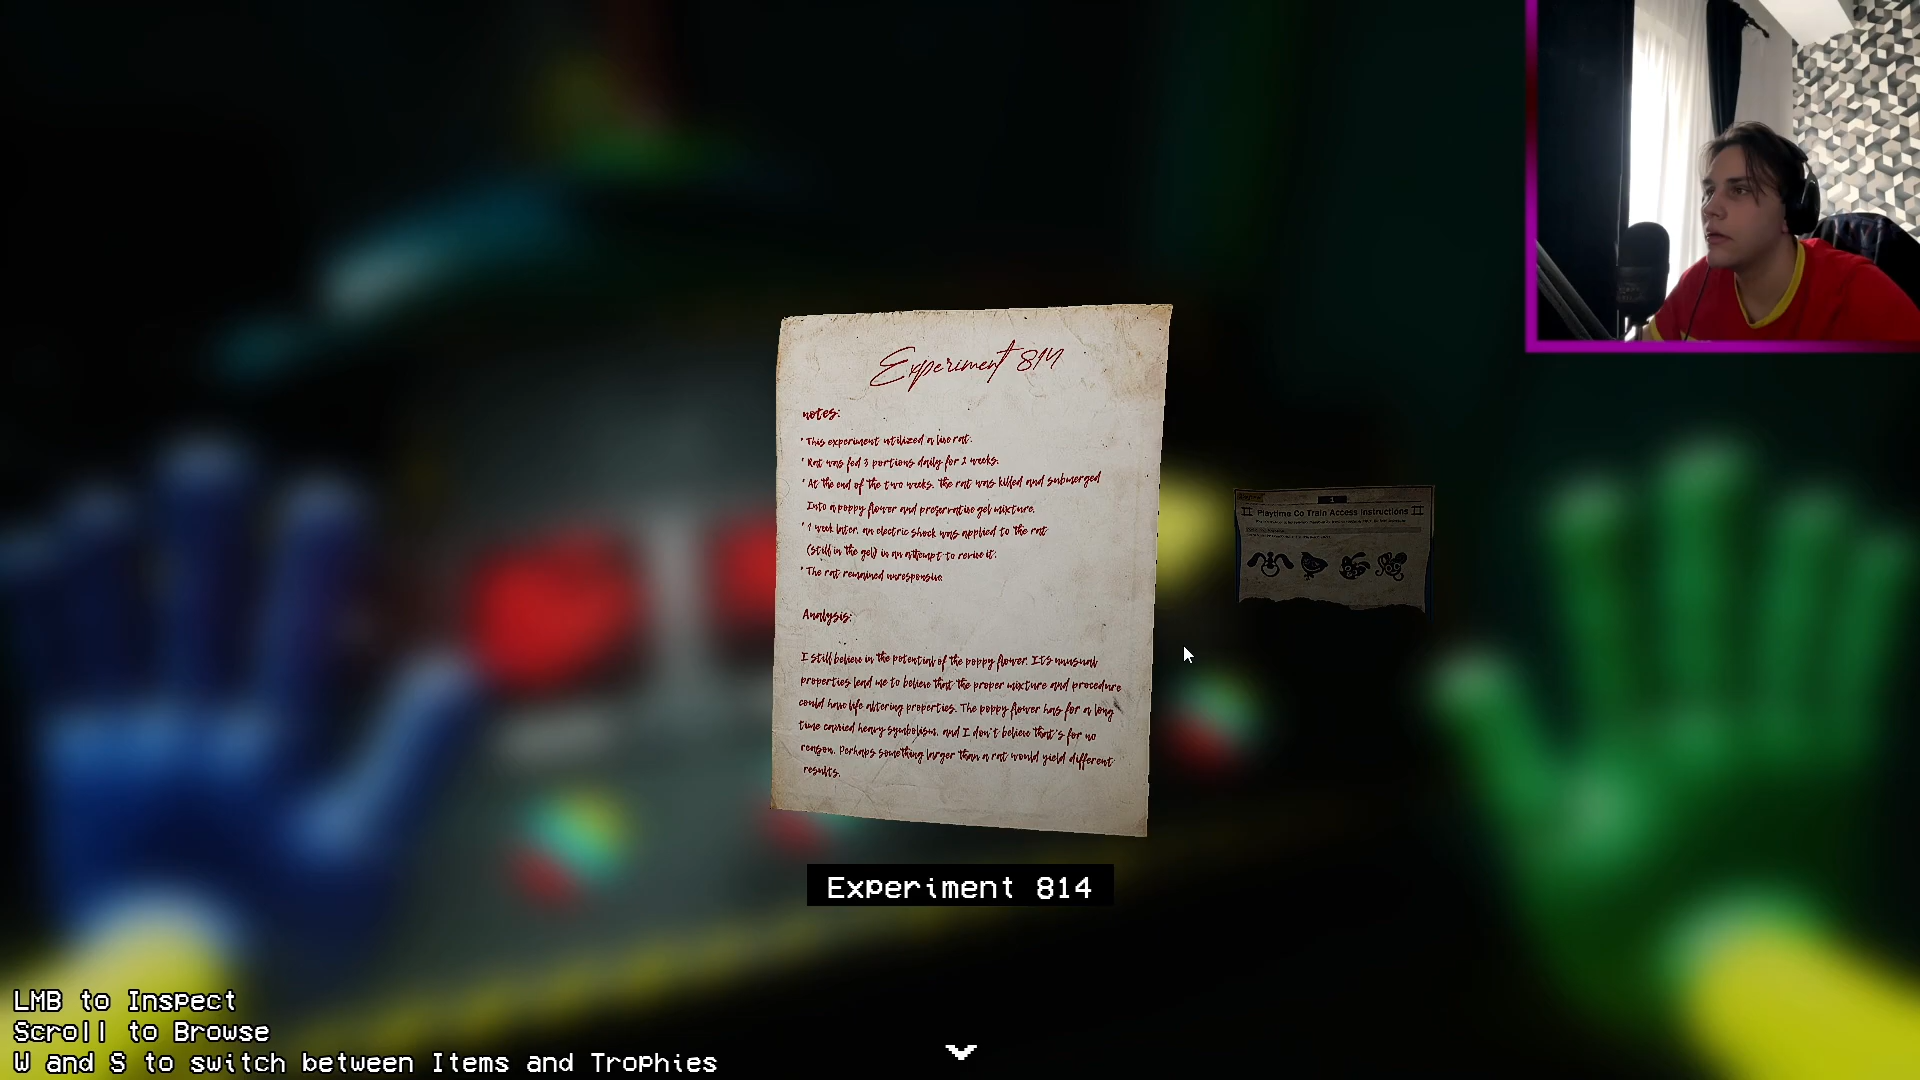 Experiment 814
notes:
* This experiment utilized a live rat.
* Rat was fed 3 portions daily for 2 weeks.
* At the end of the two weeks, the rat was killed and submerged
Into a poppy flower and preservative gel mixture.
* 1 week later, an electric shock was applied to the rat
(still in the gel) in an attempt to revive it.
* The rat remained unresponsive
Analysis:
I still believe in the potential of the poppy flower. Its unusual
properties lead me to believe that the proper mixture and procedure
could have life altering properties. The poppy flower has for a long
time carried heavy symbolism, and I don't believe that's for no
reason. Perhaps something larger than a rat would yield different
results.
Playtime Co Train Access Instructions
Experiment 814
LMB to Inspect
Scroll to Browse
W and S to switch between Items and Trophies